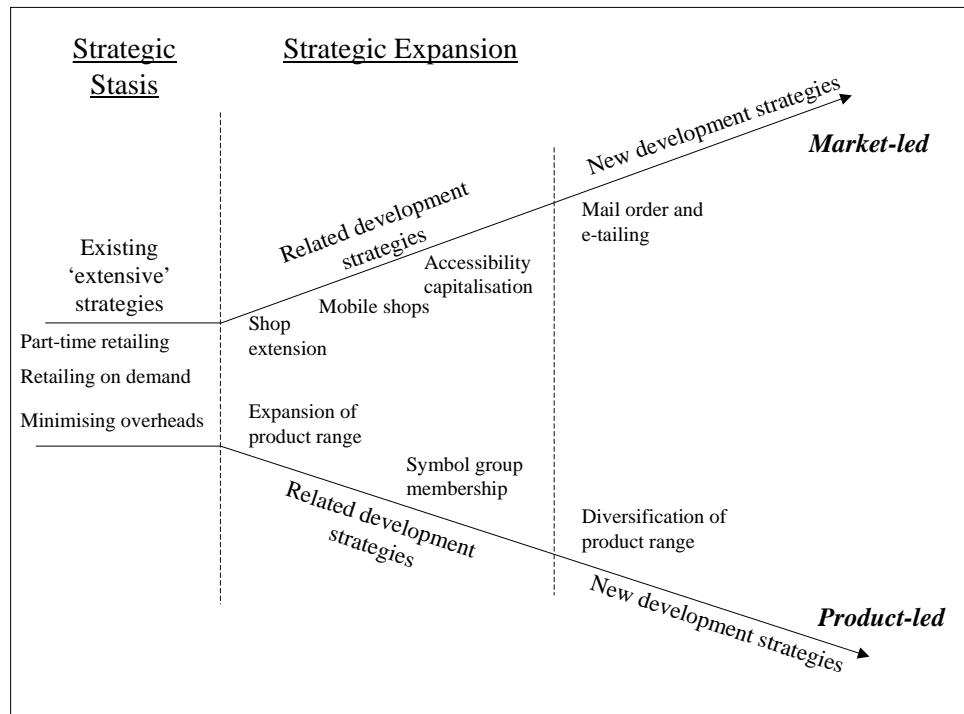 Strategic
Stasis
Strategic Expansion
New development strategies
Market-led
Related development
strategies
Mail order and
e-tailing
Existing
‘extensive’
strategies
Accessibility
capitalisation
Mobile shops
Shop
extension
Part-time retailing
Retailing on demand
Minimising overheads
Expansion of
product range
Symbol group
membership
Related development
strategies
Diversification of
product range
New development strategies
Product-led